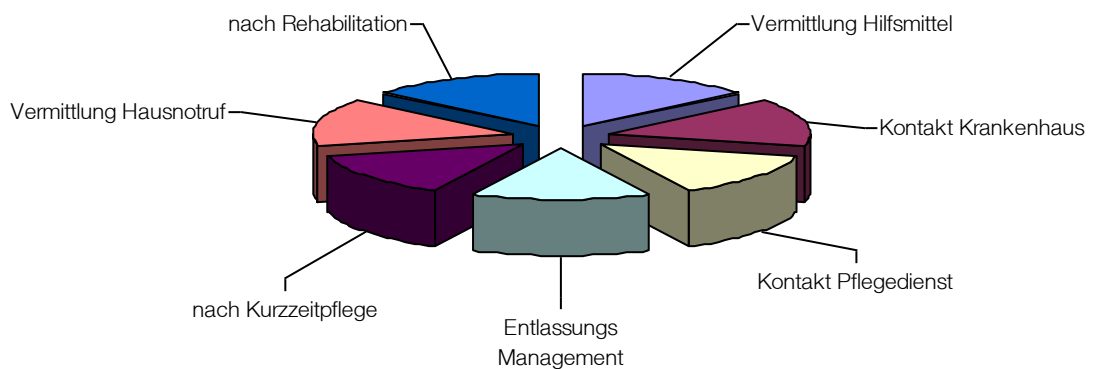 nach Rehabilitation
Vermittlung Hilfsmittel
Vermittlung Hausnotruf
Kontakt Krankenhaus
Kontakt Pflegedienst
nach Kurzzeitpflege
Entlassungs
Management